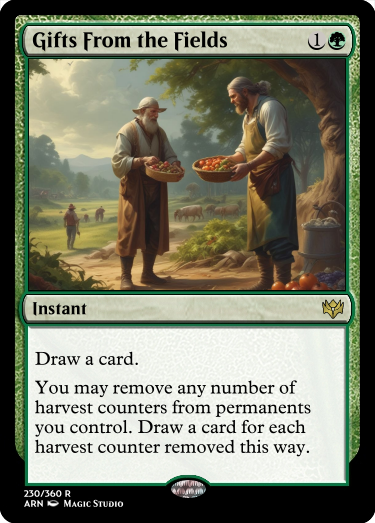 Gifts From the Fields 1
Instant
Draw a card.
You may remove any number of
harvest counters from permanents
you control. Draw a card for each
harvest counter removed this way.
230/360 R
ARN Magic Studio